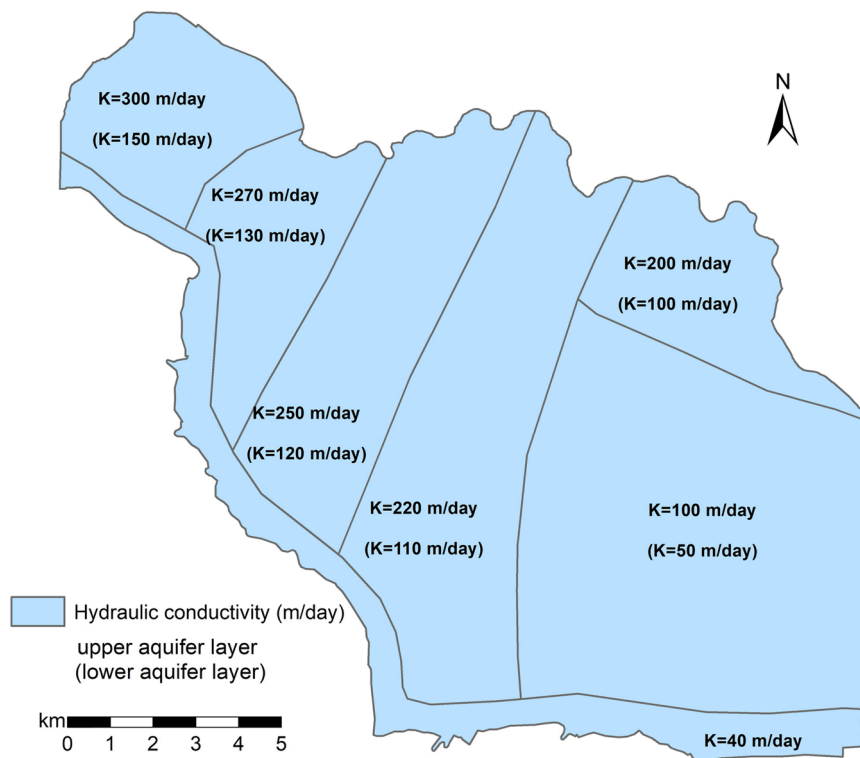 N
K=300 m/day
(K=150 m/day)
K=270 m/day
(K=130 m/day)
K=200 m/day
(K=100 m/day)
K=250 m/day
(K=120 m/day)
K=220 m/day
(K=110 m/day)
K=100 m/day
(K=50 m/day)
Hydraulic conductivity (m/day)
upper aquifer layer
(lower aquifer layer)
km
0 1 2 3 4 5
K=40 m/day